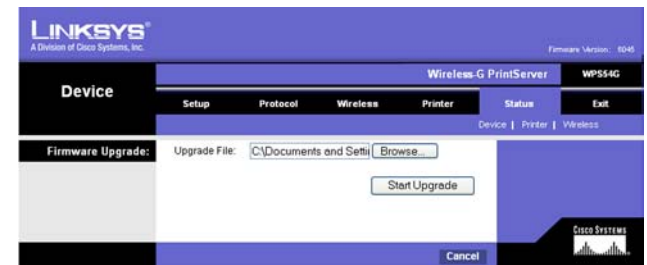 LINKSYS®
A Division of Cisco Systems, Inc.
Firmware Version: 6045
Wireless-G PrintServer WPS54G
Device
Setup Protocol Wireless Printer Status Exit
Device | Printer | Wireless
Firmware Upgrade: Upgrade File: C:\Documents and Setti Browse...
Start Upgrade
CISCO SYSTEMS
Cancel